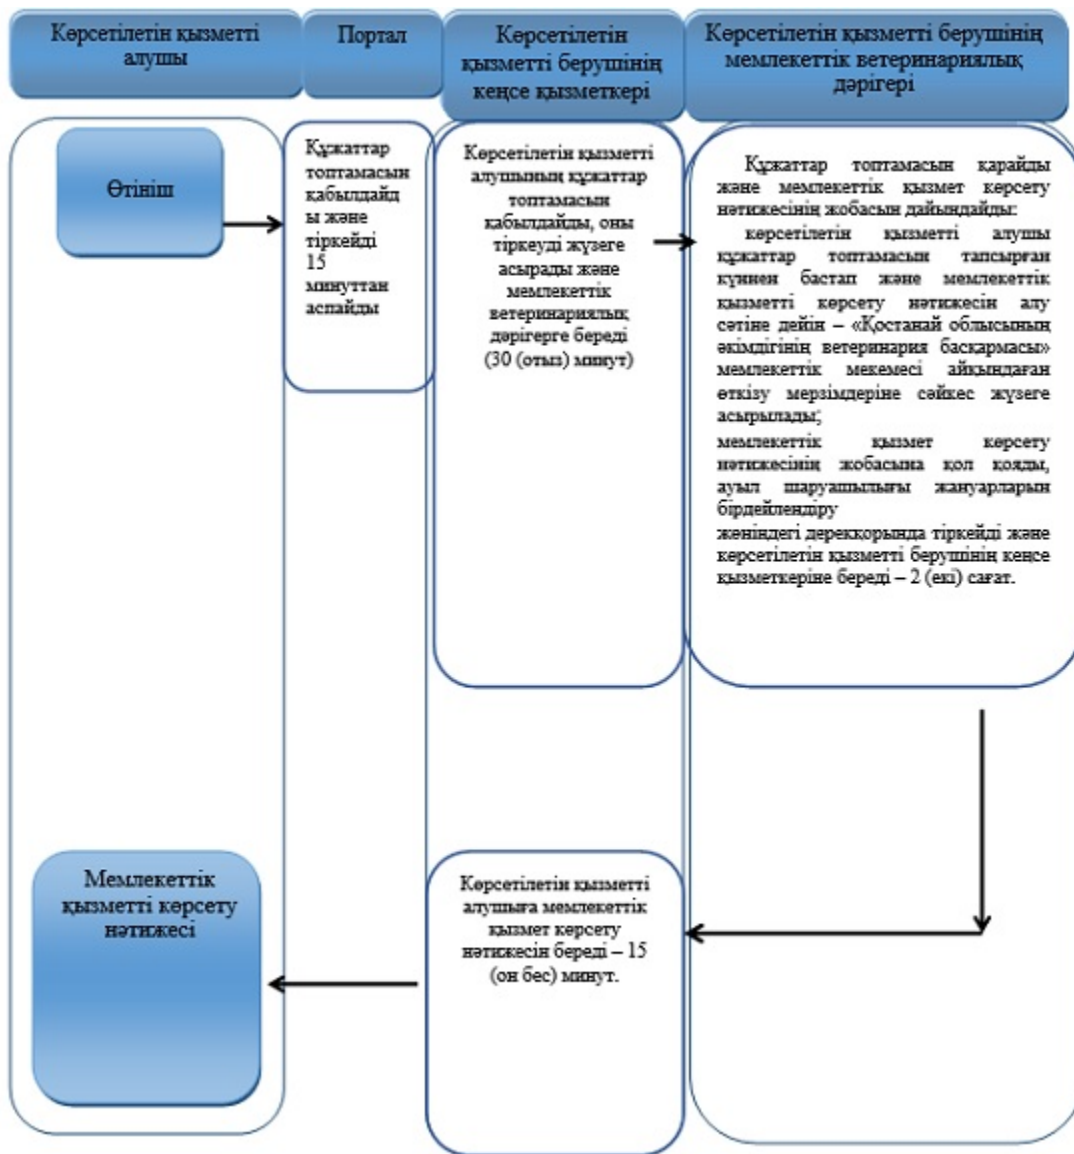 Көрсетілетін қызметті
алушы
Портал
Көрсетілетін
қызметті берушінің
кеңсе қызметкері
Көрсетілетін қызметті берушінің
мемлекеттік ветеринариялық
дәрігері
Өтініш
Құжаттар
топтамасын
қабылдайд
ы және
тіркейді
15
минуттан
аспайды
Көрсетілетін қызметті
алушының құжаттар
топтамасын
қабылдайды, оны
тіркеуді жүзеге
асырады және
мемлекеттік
ветеринариялық
дәрігерге береді
(30 (отыз) минут)
Құжаттар топтамасын қарайды
және мемлекеттік қызмет көрсету
нәтижесінің жобасын дайындайды:
көрсетілетін қызметті алушы
құжаттар топтамасын тапсырған
күннен бастап және мемлекеттік
қызметті көрсету нәтижесін алу
сәтіне дейін – «Қостанай облысының
әкімдігінің ветеринария басқармасы»
мемлекеттік мекемесі айқындаған
өткізу мерзімдеріне сәйкес жүзеге
асырылады;
мемлекеттік қызмет көрсету
нәтижесінің жобасына қол қояды,
ауыл шаруашылығы жануарларын
бірдейлендіру
жөніндегі дерекқорында тіркейді және
көрсетілетін қызметті берушінің кеңсе
қызметкеріне береді – 2 (екі) сағат.
Мемлекеттік
қызметті көрсету
нәтижесі
Көрсетілетін қызметті
алушыға мемлекеттік
қызмет көрсету
нәтижесін береді – 15
(он бес) минут.